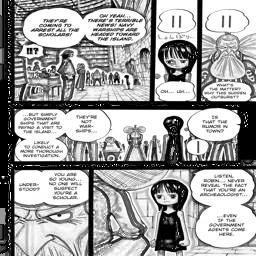 OH YEAH...
THERE'S TERRIBLE
NEWS! NAVY
WARSHIPS ARE
HEADED TOWARD
THE ISLAND.
THEY'RE
COMING TO
ARREST ALL THE
SCHOLARS!
!!?
!!
!!
OH... UH...
WHAT'S
THE MATTER?
WHY THIS SUDDEN
OUTBURST?
IS
THAT THE
RUMOR IN
TOWN?
THEY'RE
NOT
WAR-
SHIPS...
...BUT SIMPLY
GOVERNMENT
SHIPS THAT ARE
PAYING A VISIT TO
THE ISLAND...
LIKELY
TO CONDUCT A
MORE THOROUGH
INVESTIGATION.
LISTEN,
ROBIN... NEVER
REVEAL THE FACT
THAT YOU'RE AN
ARCHAEOLOGIST...
...EVEN
IF THE
GOVERNMENT
AGENTS COME
HERE.
YOU ARE
SO YOUNG...
NO ONE WILL
SUSPECT
YOU'RE A
SCHOLAR.
UNDER-
STOOD?